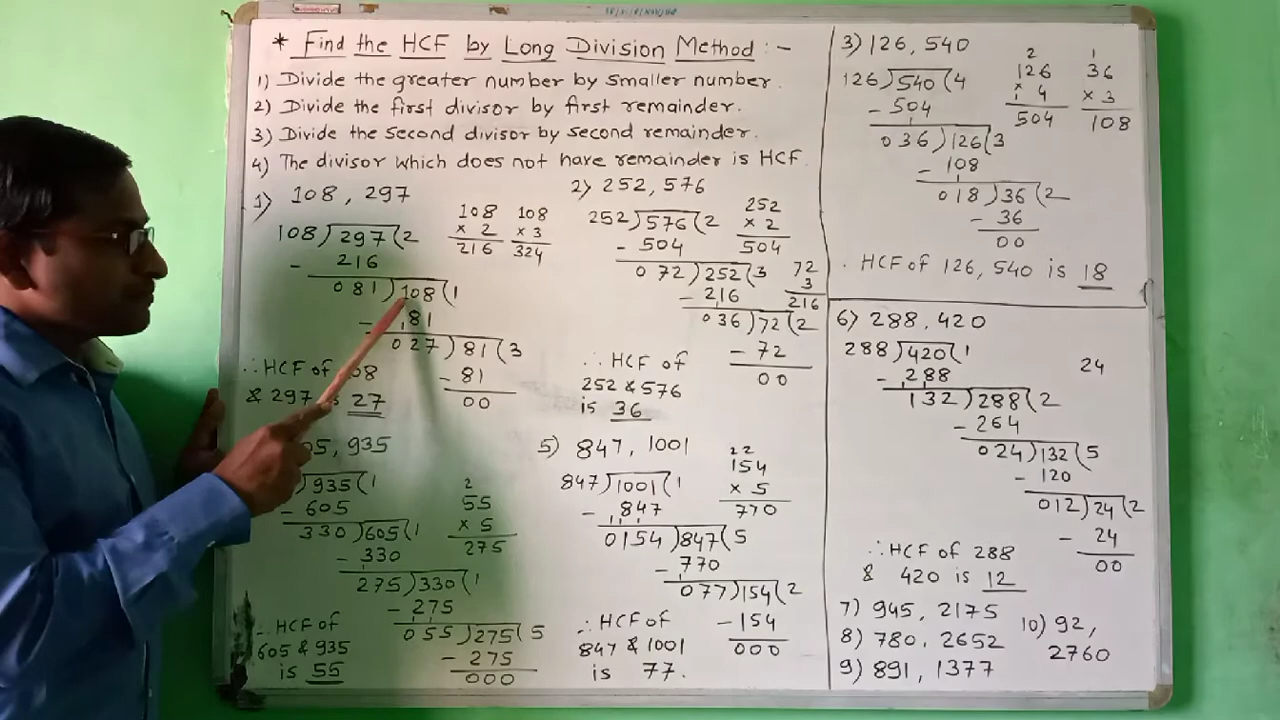 * Find the HCF by Long Division Method :-
1) Divide the greater number by smaller number.
2) Divide the first divisor by first remainder.
3) Divide the second divisor by second remainder.
4) The divisor which does not have remainder is HCF.
1) 108, 297
108 108
× 2 × 3
216 324
108)297(2
- 216
081)108(1
- 81
027)81(3
- 81
00
∴ HCF of 08
& 297 27
2) 252, 576
252
× 2
504
252)576(2
- 504
072)252(3
72
3
216
- 216
036)72(2
- 72
00
∴ HCF of
252 & 576
is 36
3) 126, 540
2 1
126 36
× 4 × 3
504 108
126)540(4
- 504
036)126(3
- 108
018)36(2
- 36
00
. HCF of 126, 540 is 18
05, 935
)935(1
- 605
330)605(1
- 330
275)330(1
- 275
055)275(5
- 275
000
2
55
× 5
275
∴ HCF of
605 & 935
is 55
5) 847, 1001
22
154
× 5
770
847)1001(1
- 847
0154)847(5
- 770
077)154(2
- 154
000
∴ HCF of
847 & 1001
is 77.
6) 288, 420
288)420(1
- 288
132)288(2
- 264
024)132(5
- 120
012)24(2
- 24
00
24
∴ HCF of 288
& 420 is 12
7) 945, 2175
8) 780, 2652
9) 891, 1377
10) 92,
2760